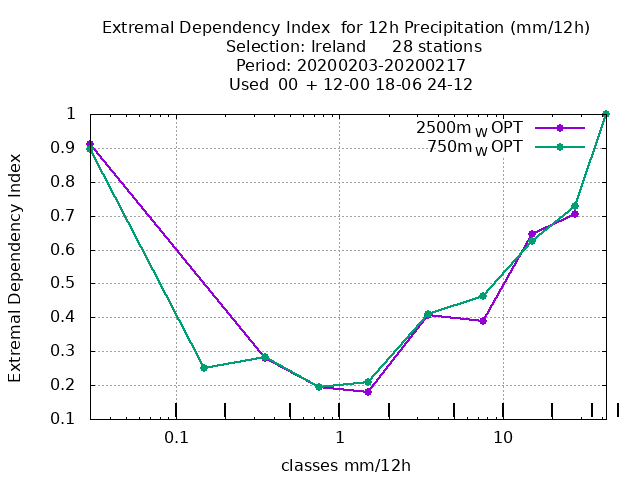 Extremal Dependency Index  for 12h Precipitation (mm/12h)
Selection: Ireland     28 stations
Period: 20200203-20200217
Used  00  + 12-00 18-06 24-12
2500m W OPT
750m W OPT
1
0.9
0.8
0.7
0.6
0.5
0.4
0.3
0.2
0.1
Extremal Dependency Index
0.1
1
10
classes mm/12h